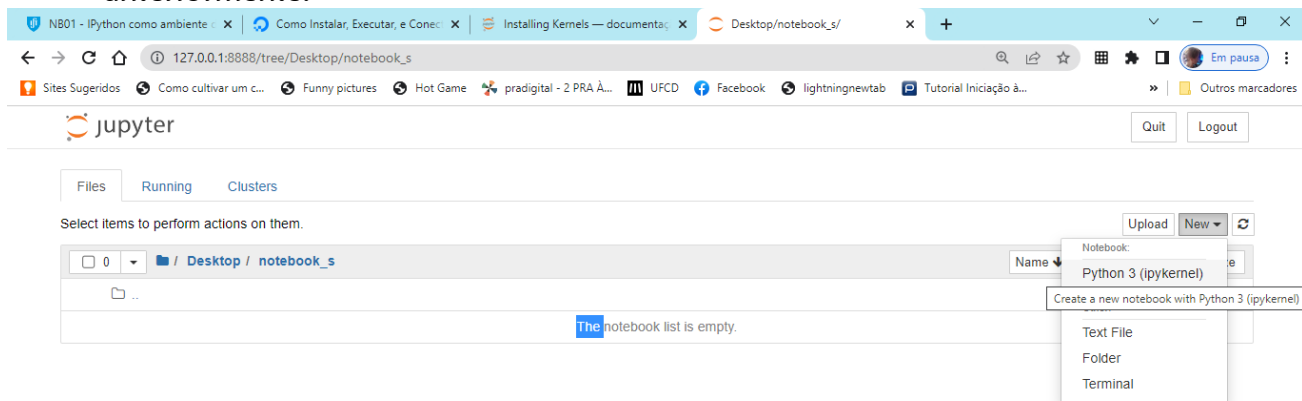 NB01 - IPython como ambiente d
Como Instalar, Executar, e Conec
Installing Kernels — documentaç
Desktop/notebook_s/
127.0.0.1:8888/tree/Desktop/notebook_s
Em pausa
Sites Sugeridos
Como cultivar um c...
Funny pictures
Hot Game
pradigital - 2 PRA À...
UFCD
Facebook
lightningnewtab
Tutorial Iniciação à...
»
Outros marcadores
jupyter
Quit
Logout
Files
Running
Clusters
Select items to perform actions on them.
Upload
New
0
/ Desktop / notebook_s
Name
Notebook:
Python 3 (ipykernel)
Create a new notebook with Python 3 (ipykernel)
..
The notebook list is empty.
Text File
Folder
Terminal